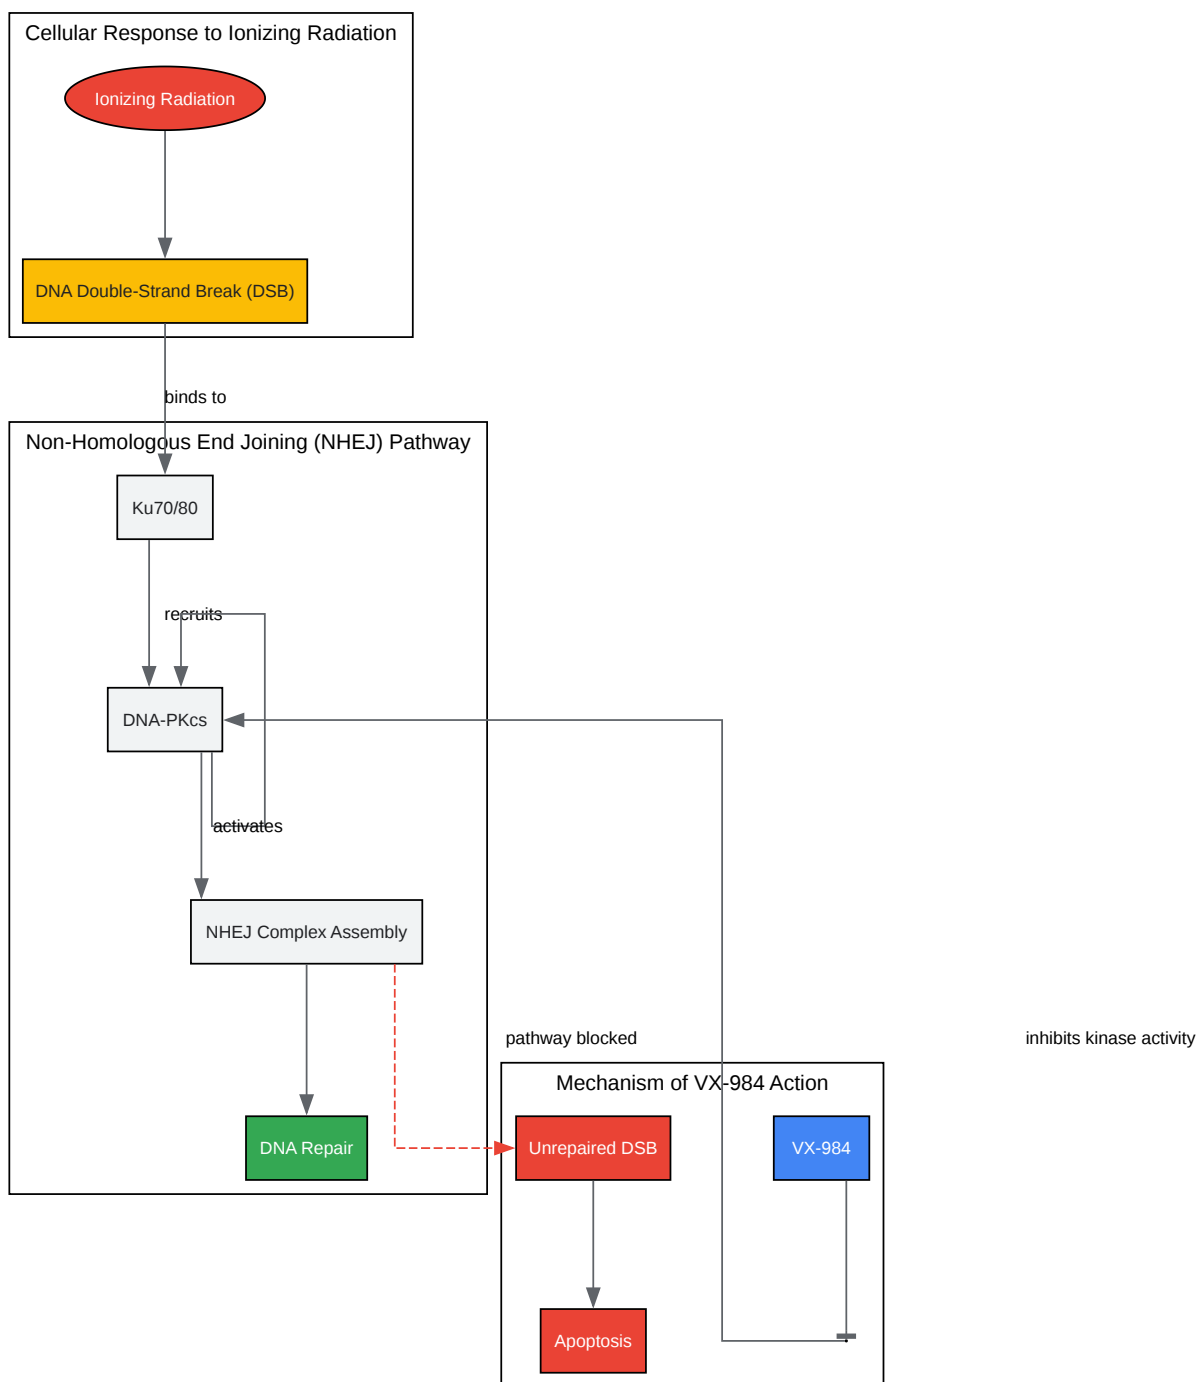 Cellular Response to Ionizing Radiation
Ionizing Radiation
DNA Double-Strand Break (DSB)
binds to
Non-Homologous End Joining (NHEJ) Pathway
Ku70/80
recruits
DNA-PKcs
activates
NHEJ Complex Assembly
pathway blocked
inhibits kinase activity
Mechanism of VX-984 Action
DNA Repair
Unrepaired DSB
VX-984
Apoptosis